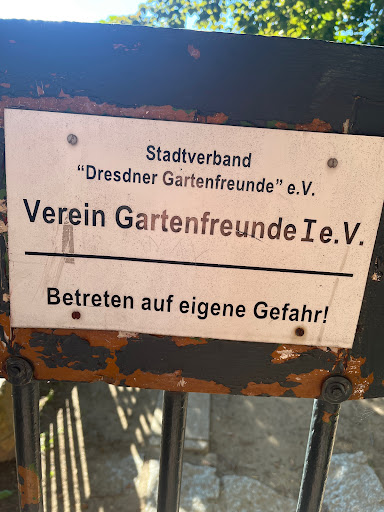 Stadtverband
“Dresdner Gartenfreunde” e.V.
Verein Gartenfreunde I e.V.
Betreten auf eigene Gefahr!